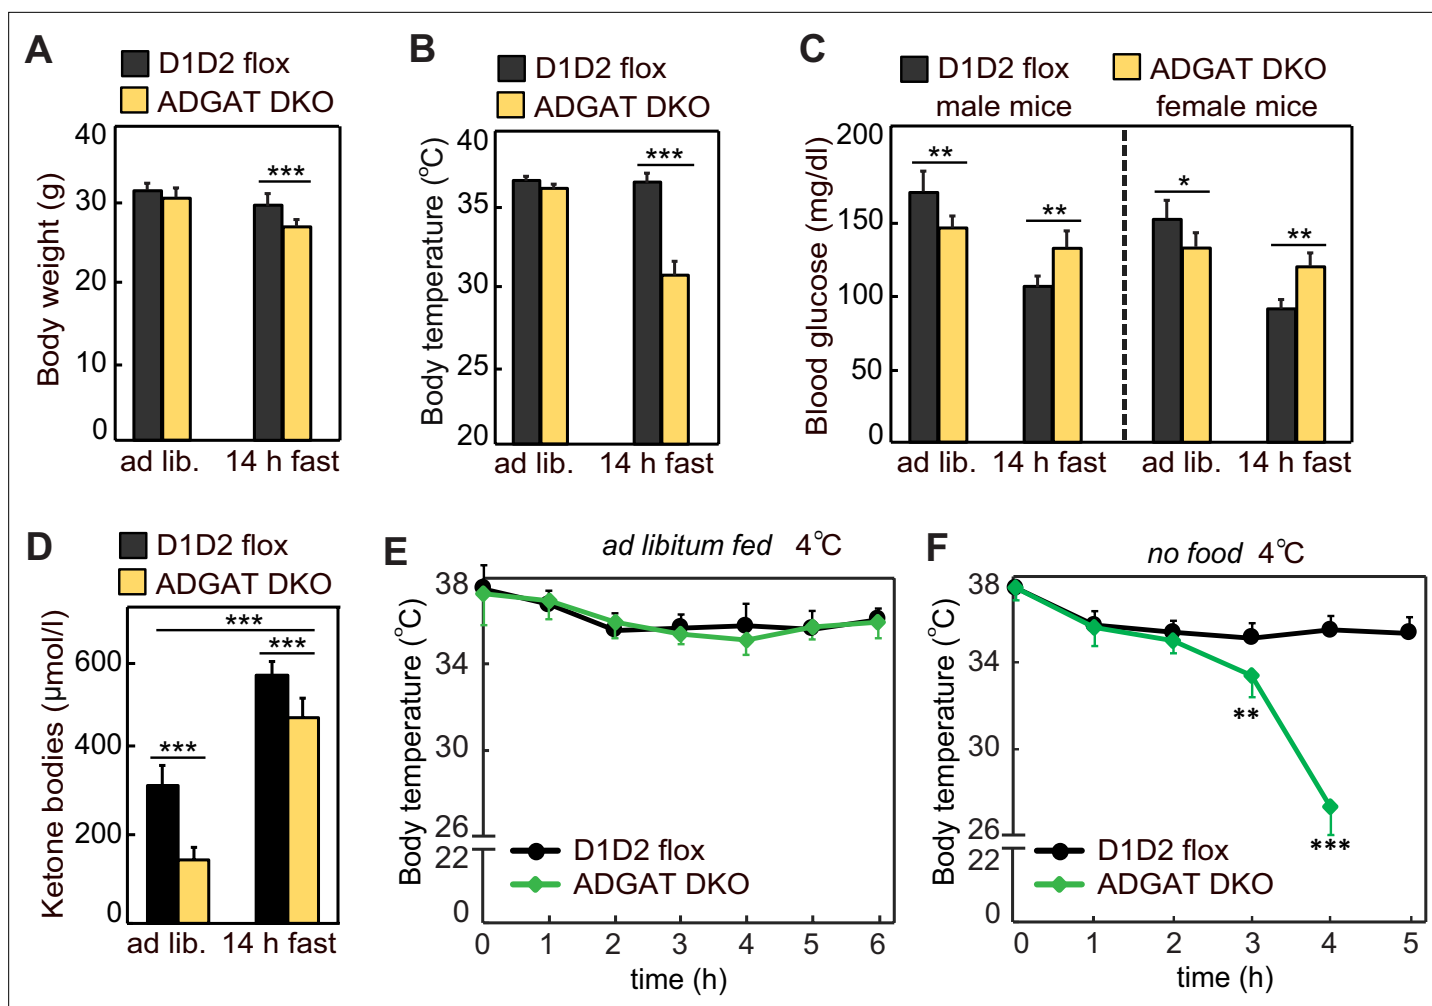 A
D1D2 flox
ADGAT DKO
Body weight (g)
40
30
20
10
0
***
ad lib.
14 h fast
B
D1D2 flox
ADGAT DKO
Body temperature (°C)
40
35
30
25
20
***
ad lib.
14 h fast
C
D1D2 flox
ADGAT DKO
male mice
female mice
Blood glucose (mg/dl)
200
150
100
50
0
**
**
*
**
ad lib.
14 h fast
ad lib.
14 h fast
D
D1D2 flox
ADGAT DKO
Ketone bodies (µmol/l)
600
400
200
0
***
***
***
ad lib.
14 h fast
E
ad libitum fed 4°C
Body temperature (°C)
38
34
30
26
22
0
D1D2 flox
ADGAT DKO
0 1 2 3 4 5 6
time (h)
F
no food 4°C
Body temperature (°C)
38
34
30
26
22
0
**
***
D1D2 flox
ADGAT DKO
0 1 2 3 4 5
time (h)